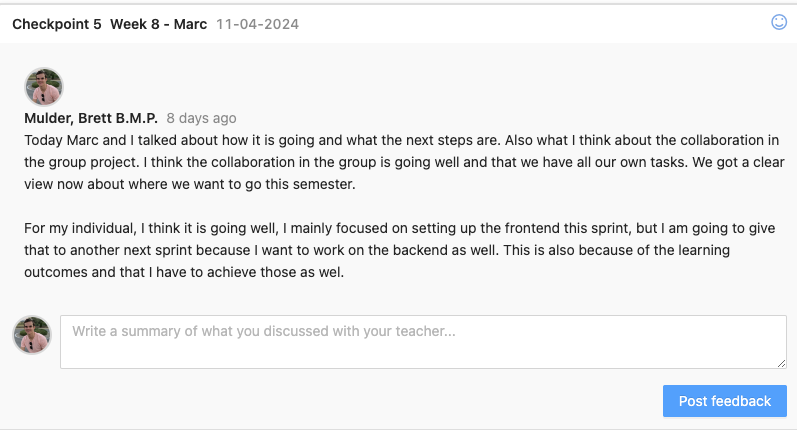 Checkpoint 5 Week 8 - Marc 11-04-2024
Mulder, Brett B.M.P. 8 days ago
Today Marc and I talked about how it is going and what the next steps are. Also what I think about the collaboration in
the group project. I think the collaboration in the group is going well and that we have all our own tasks. We got a clear
view now about where we want to go this semester.
For my individual, I think it is going well, I mainly focused on setting up the frontend this sprint, but I am going to give
that to another next sprint because I want to work on the backend as well. This is also because of the learning
outcomes and that I have to achieve those as wel.
Write a summary of what you discussed with your teacher...
Post feedback